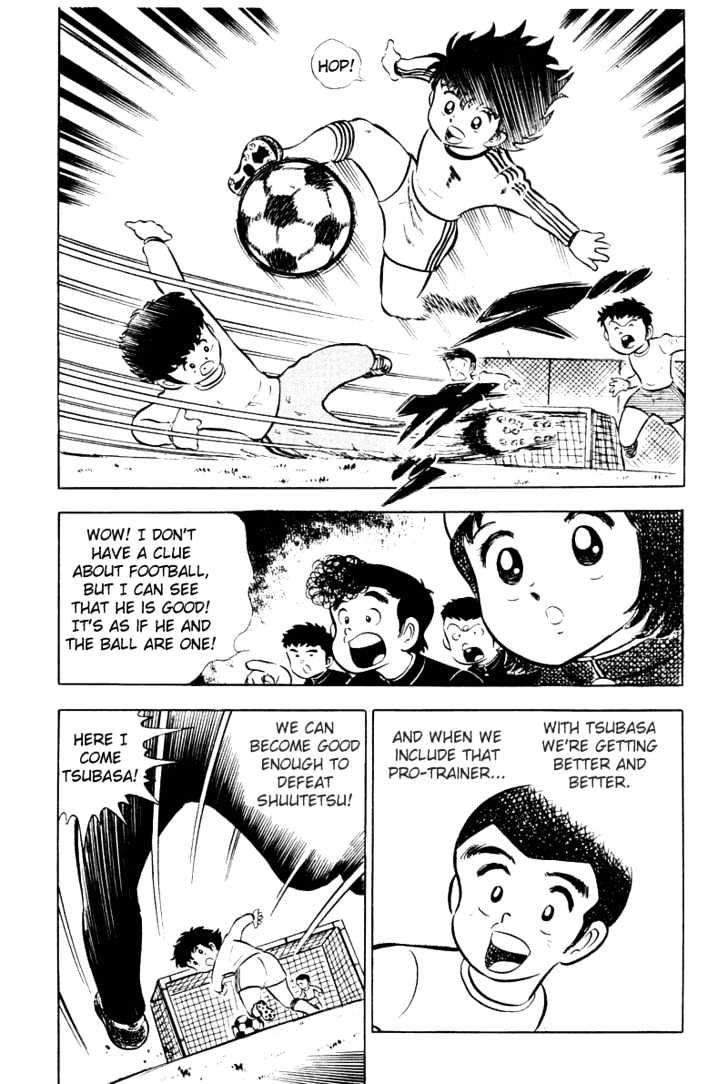 HOP!
WOW! I DON'T
HAVE A CLUE
ABOUT FOOTBALL,
BUT I CAN SEE
THAT HE IS GOOD!
IT'S AS IF HE AND
THE BALL ARE ONE!
WITH TSUBASA
WE'RE GETTING
BETTER AND
BETTER.
AND WHEN WE
INCLUDE THAT
PRO-TRAINER...
WE CAN
BECOME GOOD
ENOUGH TO
DEFEAT
SHUUTETSU!
HERE I
COME
TSUBASA!